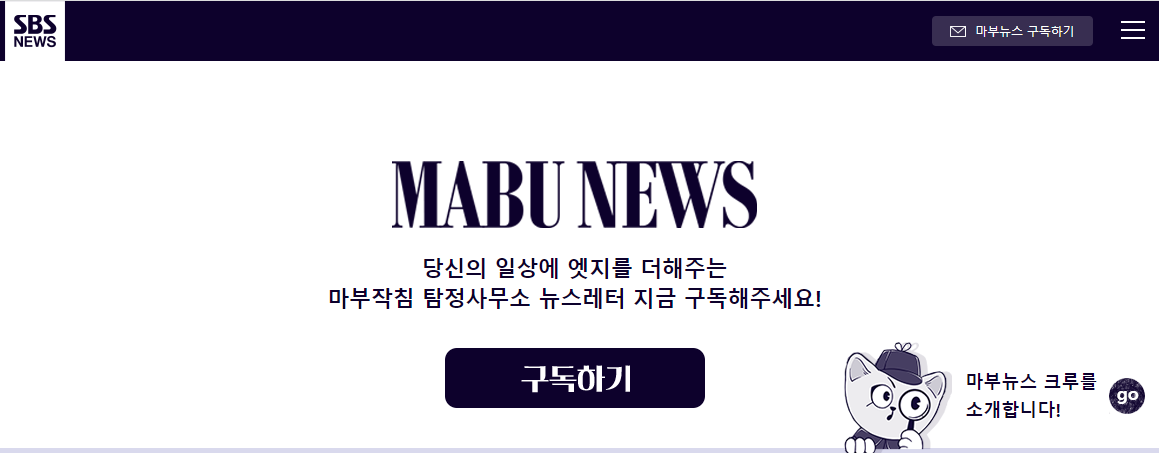 SBS
NEWS
마부뉴스 구독하기
MABU NEWS
당신의 일상에 엣지를 더해주는
마부작침 탐정사무소 뉴스레터 지금 구독해주세요!
구독하기
마부뉴스 크루를
소개합니다!
go